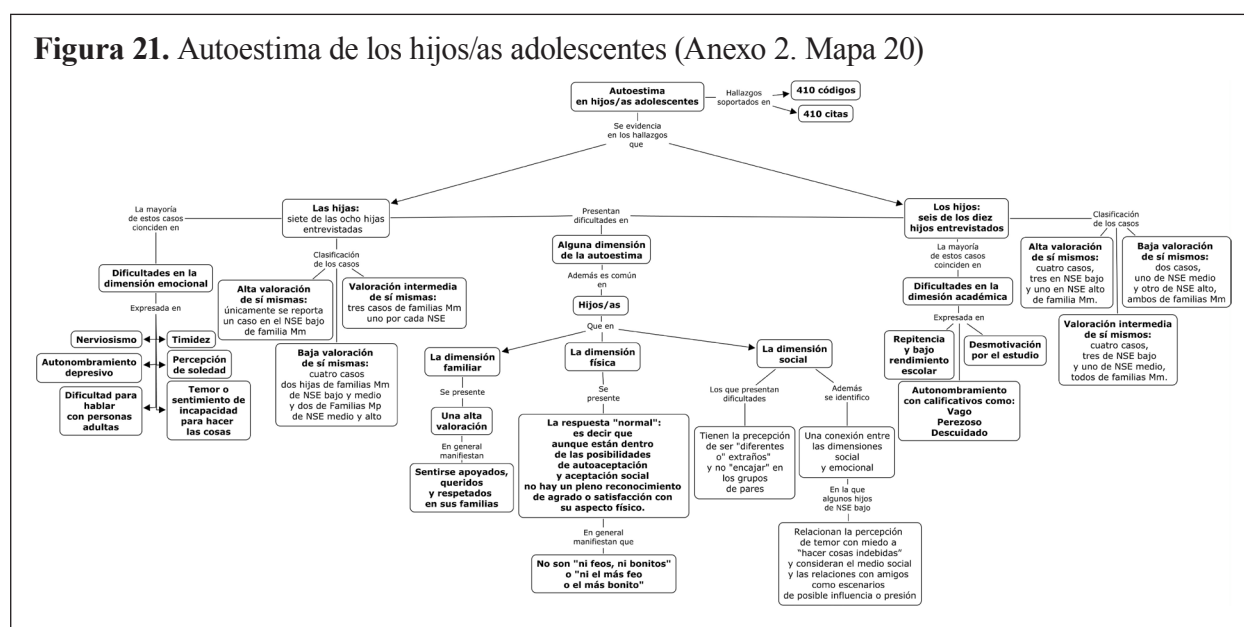 Figura 21. Autoestima de los hijos/as adolescentes (Anexo 2. Mapa 20)
Autoestima
en hijos/as adolescentes
Hallazgos
soportados en
410 códigos
410 citas
Se evidencia
en los hallazgos
que
La mayoría
de estos casos
cionciden en
Las hijas:
siete de las ocho hijas
entrevistadas
Presentan
dificultades en
Los hijos:
seis de los diez
hijos entrevistados
Clasificación
de los casos
Dificultades en la
dimensión emocional
Expresada en
Nerviosismo
Timidez
Autonombramiento
depresivo
Percepción
de soledad
Dificultad para
hablar
con personas
adultas
Temor o
sentimiento de
incapacidad
para hacer
las cosas
Clasificación
de los casos
Alta valoración
de sí mismas:
únicamente se reporta
un caso en el NSE bajo
de familia Mm
Valoración intermedia
de sí mismas:
tres casos de familias Mm
uno por cada NSE
Baja valoración
de sí mismas:
cuatro casos
dos hijas de familias Mm
de NSE bajo y medio
y dos de Familias Mp
de NSE medio y alto
Alguna dimensión
de la autoestima
Además es común
en
Hijos/as
Que en
La dimensión
familiar
Se presente
Una alta
valoración
En general
manifiestan
Sentirse apoyados,
queridos
y respetados
en sus familias
La dimensión
física
Se
presente
La respuesta "normal":
es decir que
aunque están dentro
de las posibilidades
de autoaceptación
y aceptación social
no hay un pleno reconocimiento
de agrado o satisfacción con
su aspecto físico.
En general
manifiestan que
No son "ni feos, ni bonitos"
o "ni el más feo
o el más bonito"
La dimensión
social
Los que presentan
dificultades
Tienen la precepción
de ser "diferentes
o" extraños"
y no "encajar" en
los grupos
de pares
Además
se identifico
Una conexión entre
las dimensiones
social
y emocional
En la que
algunos hijos
de NSE bajo
Relacionan la percepción
de temor con miedo a
"hacer cosas indebidas"
y consideran el medio social
y las relaciones con amigos
como escenarios
de posible influencia o presión
La mayoría
de estos casos
coinciden en
Dificultades en la
dimesión académica
Expresada en
Repitencia
y bajo
rendimiento
escolar
Desmotivación
por el estudio
Autonombramiento
con calificativos como:
Vago
Perezoso
Descuidado
Alta valoración
de sí mismos:
cuatro casos,
tres en NSE bajo
y uno en NSE alto
de familia Mm.
Baja valoración
de sí mismos:
dos casos,
uno de NSE medio
y otro de NSE alto,
ambos de familias Mm
Valoración intermedia
de sí mismos:
cuatro casos,
tres de NSE bajo
y uno de NSE medio,
todos de familias Mm.